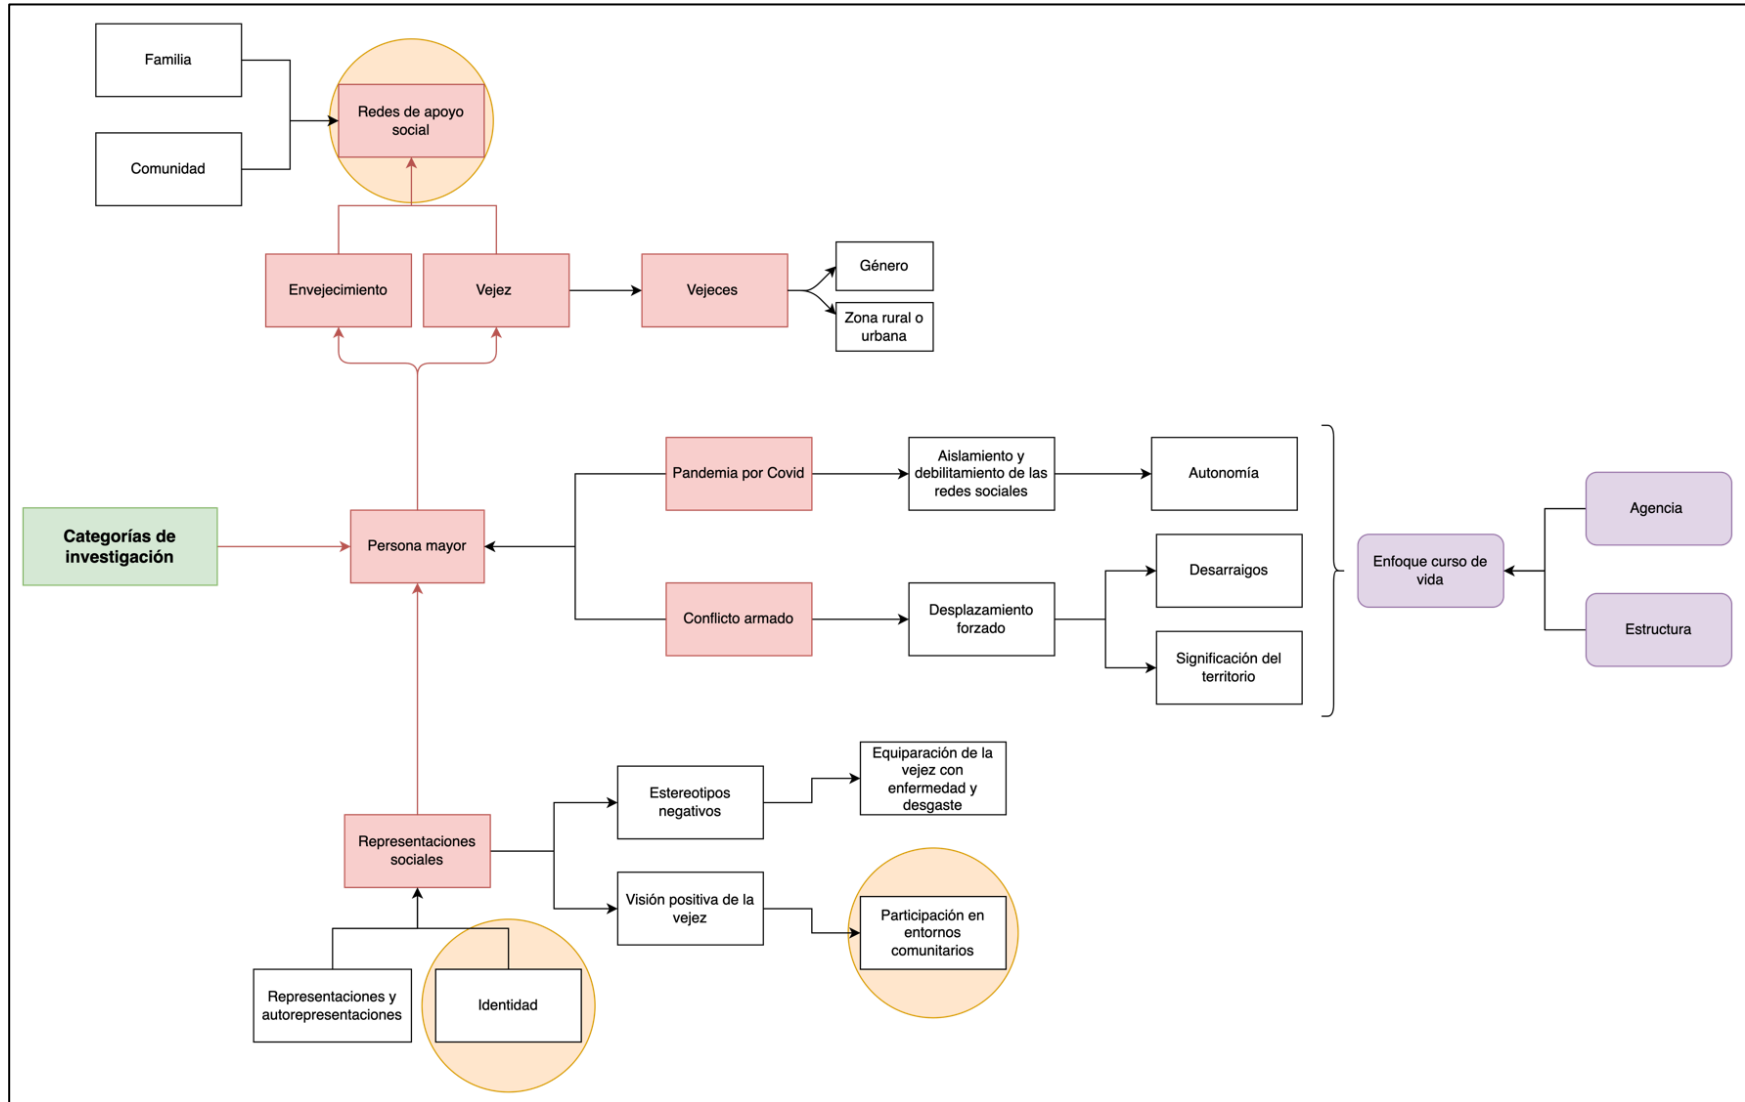 Familia
Redes de apoyo
social
Comunidad
Envejecimiento
Vejez
Vejeces
Género
Zona rural o
urbana
Pandemia por Covid
Aislamiento y
debilitamiento de las
redes sociales
Autonomía
Categorías de
investigación
Persona mayor
Agencia
Enfoque curso de
vida
Desarraigos
Conflicto armado
Desplazamiento
forzado
Estructura
Significación del
territorio
Equiparación de la
vejez con
enfermedad y
desgaste
Estereotipos
negativos
Representaciones
sociales
Visión positiva de la
vejez
Participación en
entornos
comunitarios
Representaciones y
autorepresentaciones
Identidad